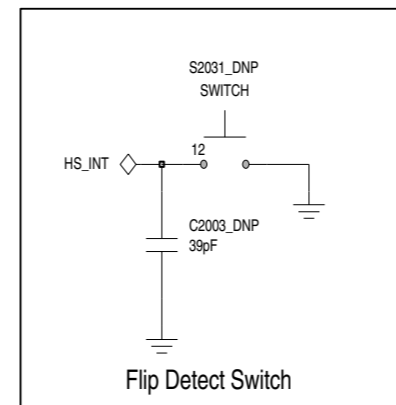 S2031_DNP
SWITCH
12
HS_INT
C2003_DNP
39pF
Flip Detect Switch